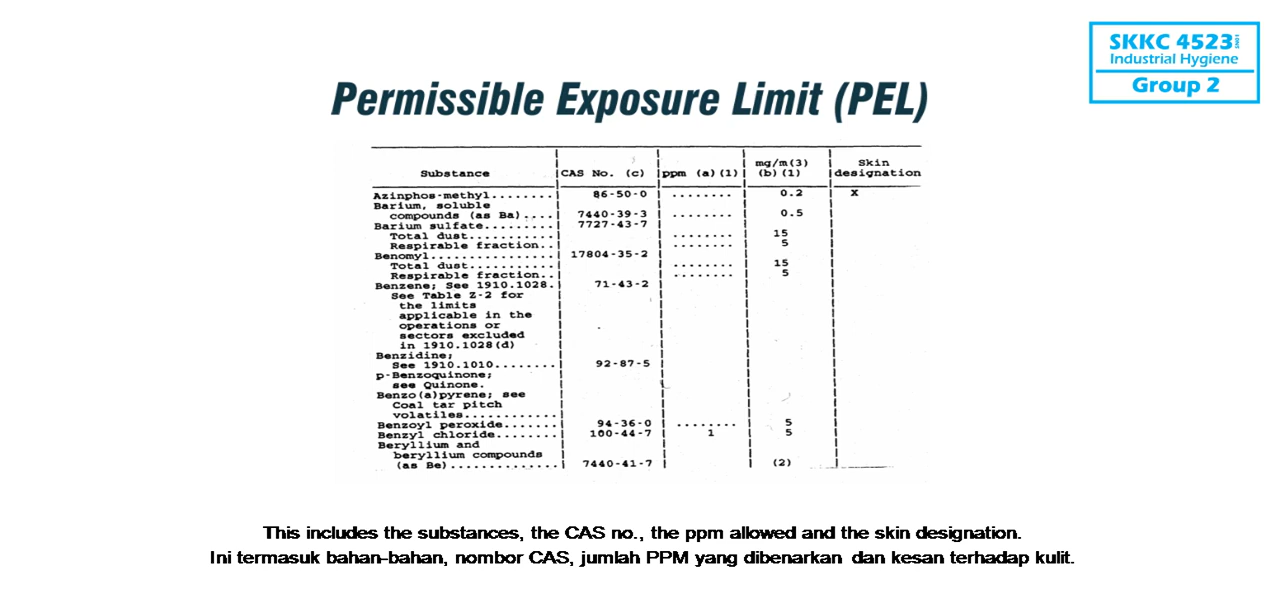 SKKC 4523
Industrial Hygiene
Group 2
Permissible Exposure Limit (PEL)
Substance CAS No. (c) ppm (a)(1) mg/m(3) (b)(1) Skin designation
Azinphos-methyl........ 86-50-0 ........ 0.2 X
Barium, soluble
compounds (as Ba).... 7440-39-3 ........ 0.5
Barium sulfate......... 7727-43-7
Total dust........... ........ 15
Respirable fraction.. ........ 5
Benomyl................ 17804-35-2
Total dust........... ........ 15
Respirable fraction.. ........ 5
Benzene; See 1910.1028. 71-43-2
See Table Z-2 for
the limits
applicable in the
operations or
sectors excluded
in 1910.1028(d)
Benzidine;
See 1910.1010........ 92-87-5
p-Benzoquinone;
see Quinone.
Benzo(a)pyrene; see
Coal tar pitch
volatiles............
Benzoyl peroxide....... 94-36-0 ........ 5
Benzyl chloride........ 100-44-7 1 5
Beryllium and
beryllium compounds
(as Be).............. 7440-41-7 (2)
This includes the substances, the CAS no., the ppm allowed and the skin designation.
Ini termasuk bahan-bahan, nombor CAS, jumlah PPM yang dibenarkan dan kesan terhadap kulit.